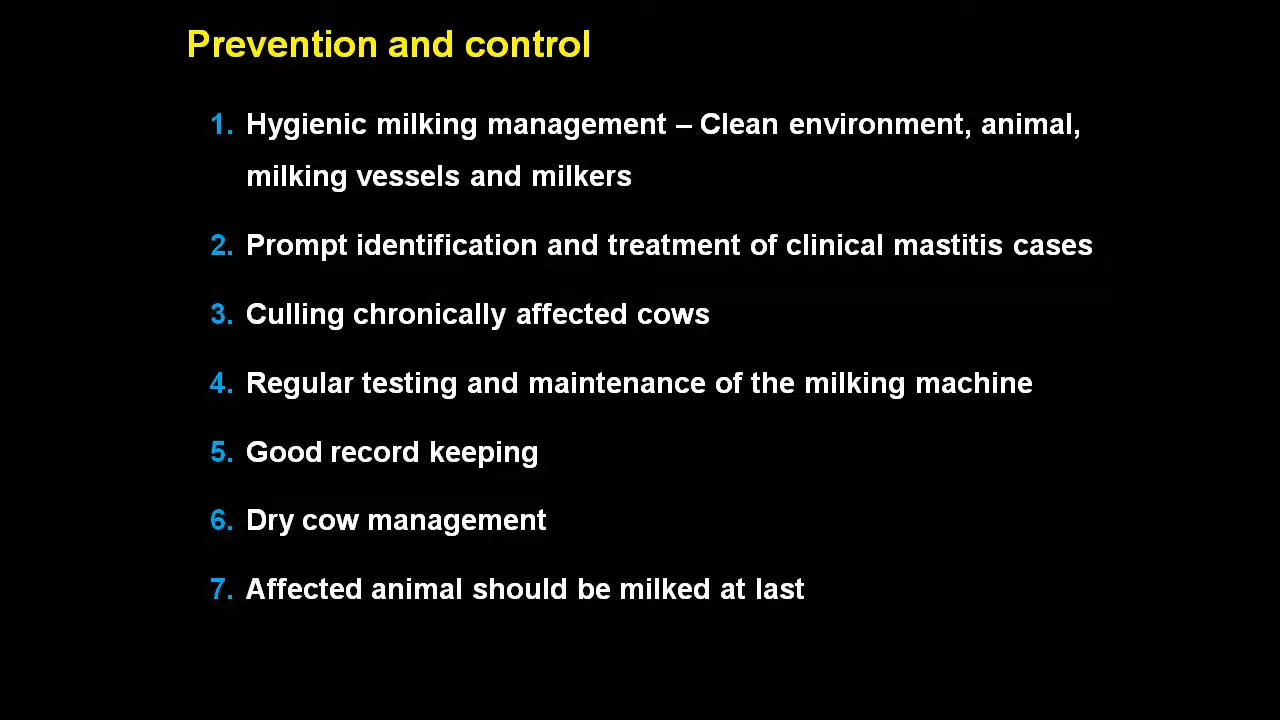 Prevention and control
1. Hygienic milking management – Clean environment, animal,
milking vessels and milkers
2. Prompt identification and treatment of clinical mastitis cases
3. Culling chronically affected cows
4. Regular testing and maintenance of the milking machine
5. Good record keeping
6. Dry cow management
7. Affected animal should be milked at last